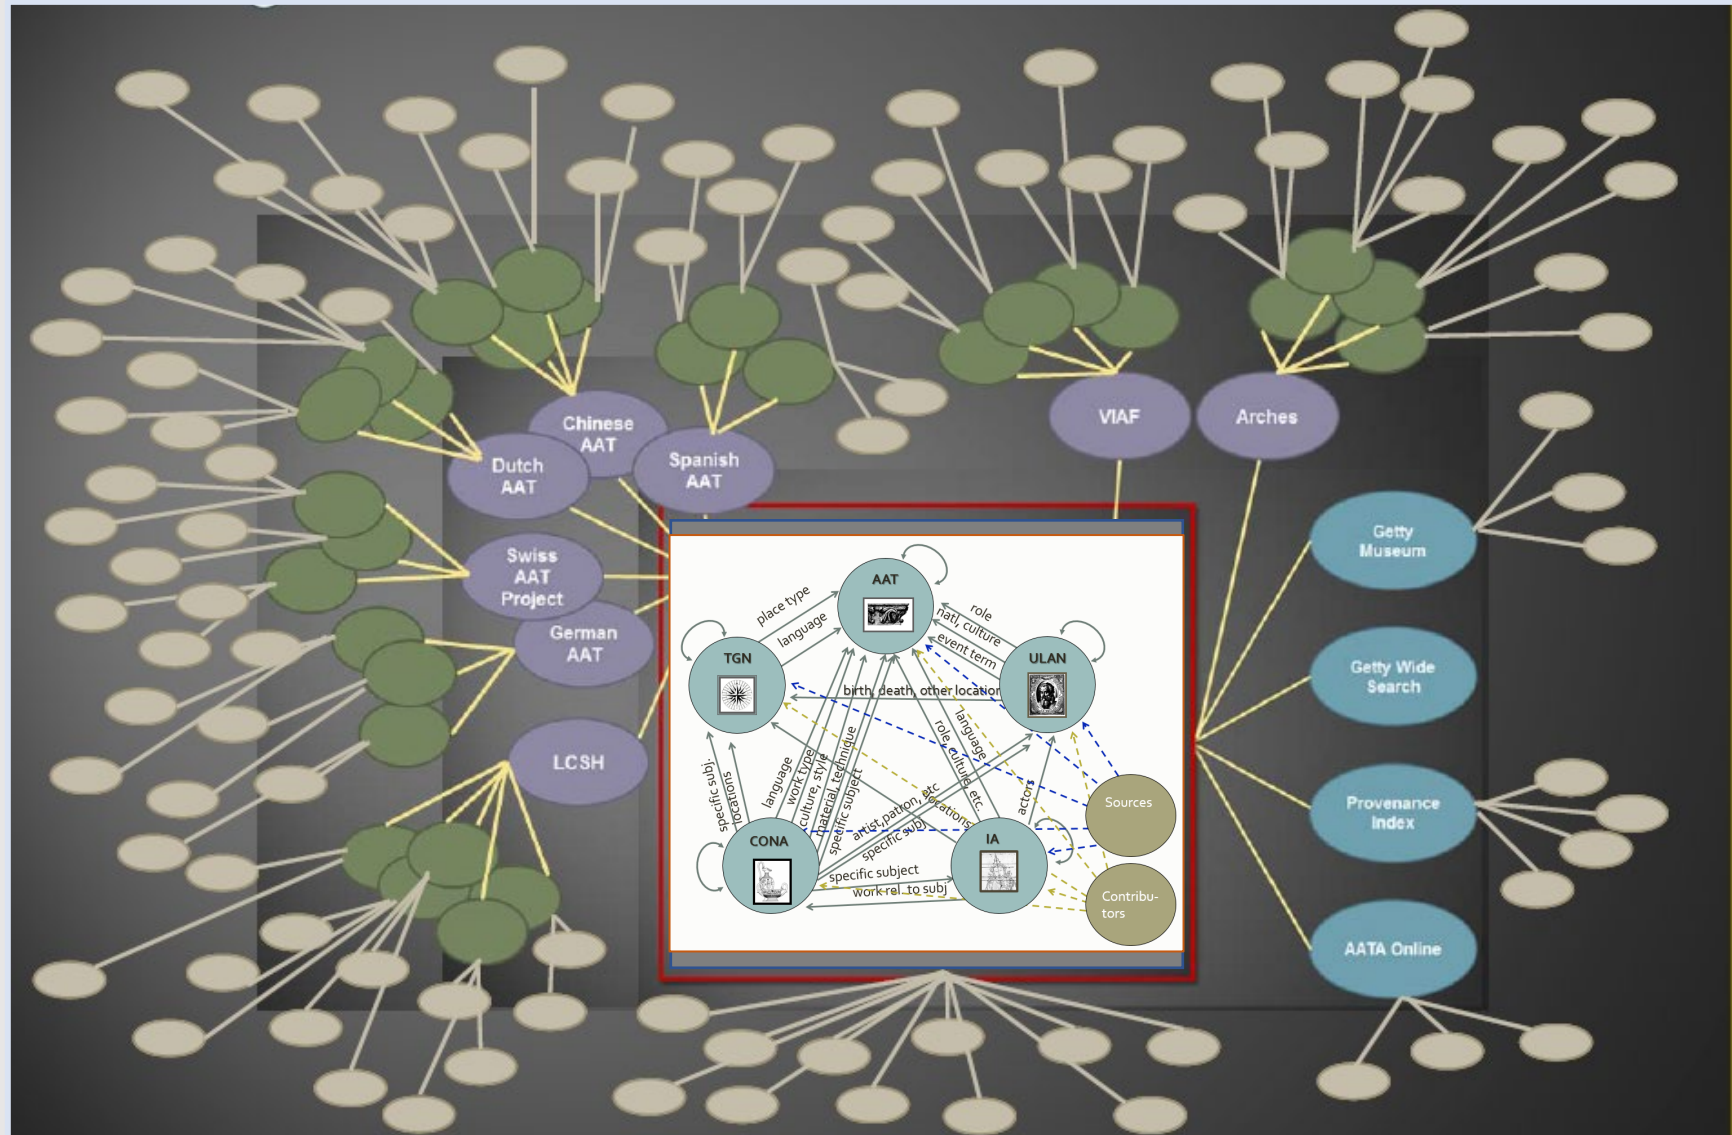 Chinese
AAT
Dutch
AAT
Spanish
AAT
VIAF
Arches
Swiss
AAT
Project
German
AAT
LCSH
Getty
Museum
Getty Wide
Search
Provenance
Index
AATA Online
AAT
TGN
ULAN
place type
language
role
natl, culture
event term
birth, death, other location
language
role, culture, etc.
actors
specific subj.
locations
language
work type
culture, style
material, technique
specific subject
artist, patron, etc
specific subj
locations
CONA
IA
specific subject
work rel. to subj
Sources
Contribu-
tors